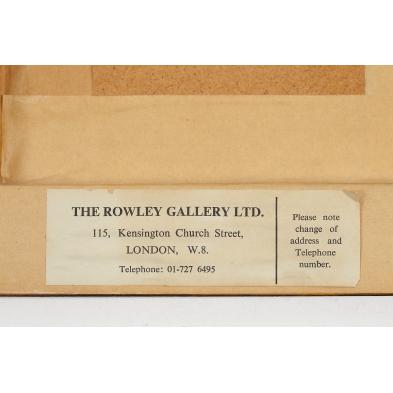 THE ROWLEY GALLERY LTD.
115, Kensington Church Street,
LONDON, W.8.
Telephone: 01-727 6495
Please note
change of
address and
Telephone
number.